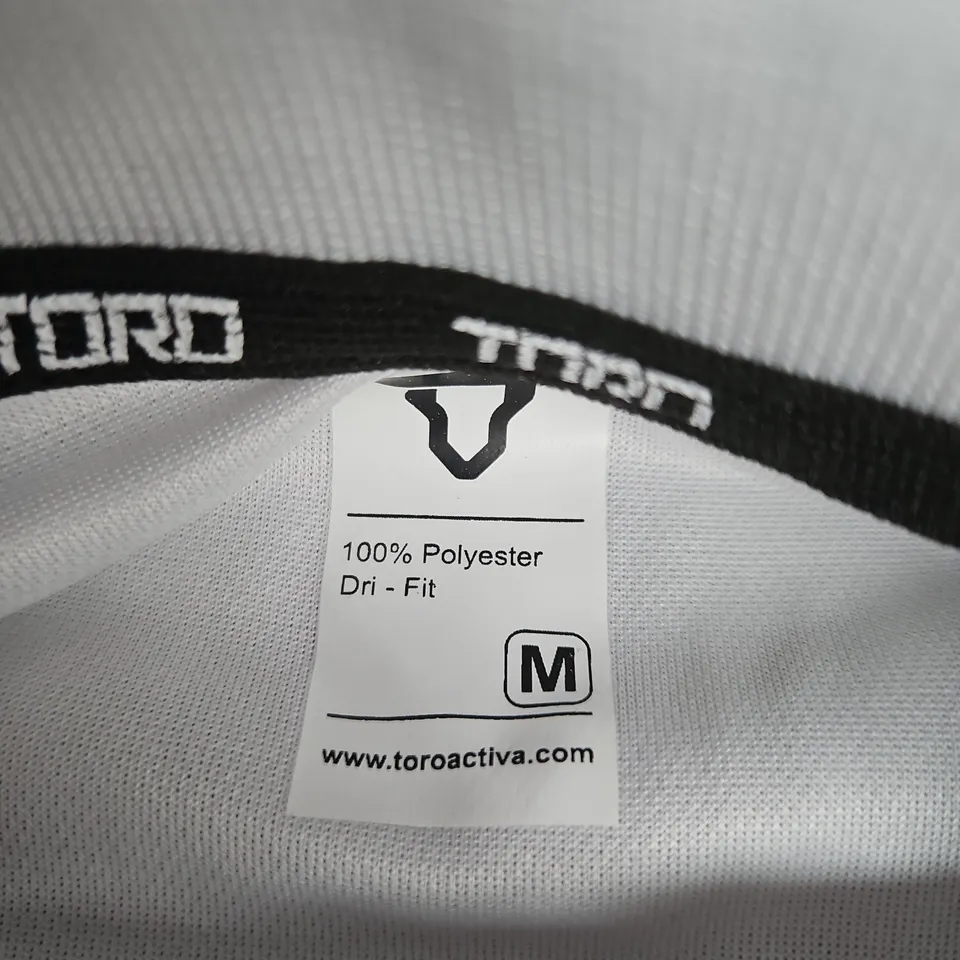 TORO
TORO
100% Polyester
Dri - Fit
M
www.toroactiva.com